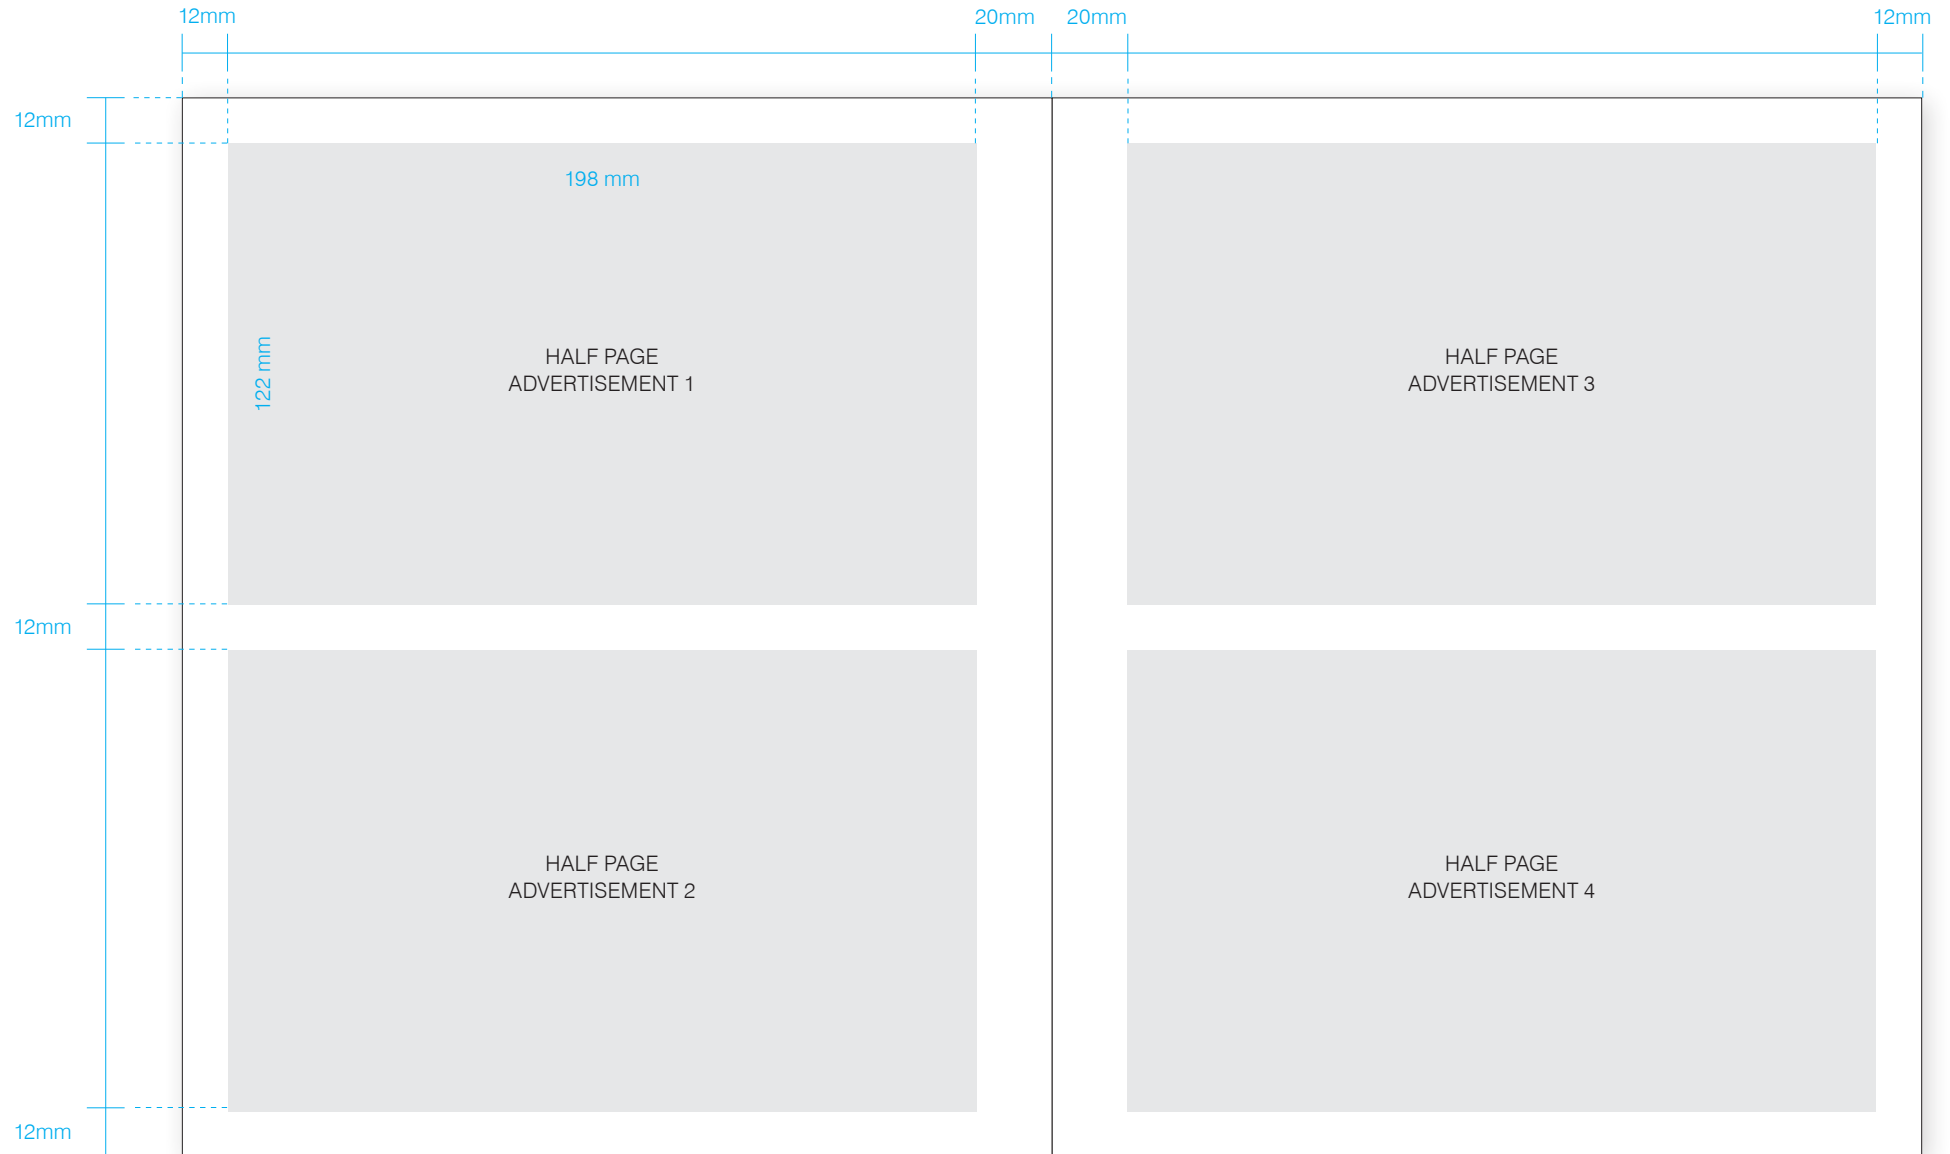 12mm
20mm
20mm
12mm
12mm
198 mm
122 mm
HALF PAGE
ADVERTISEMENT 1
HALF PAGE
ADVERTISEMENT 3
12mm
HALF PAGE
ADVERTISEMENT 2
HALF PAGE
ADVERTISEMENT 4
12mm